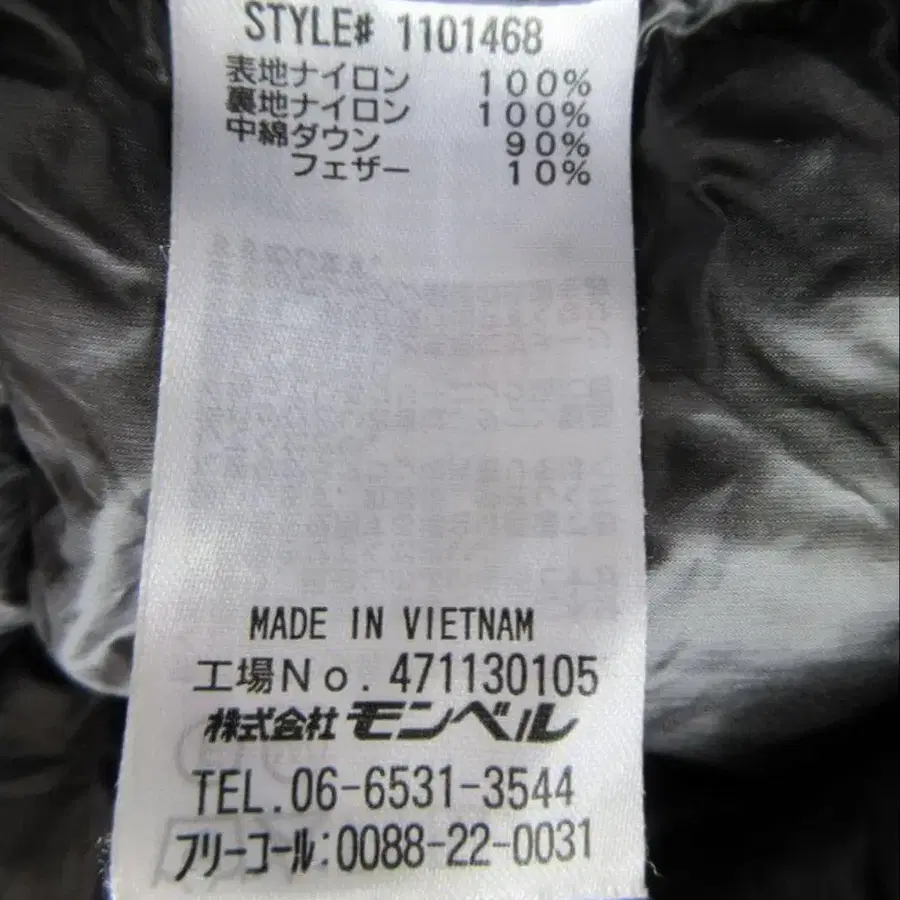 STYLE# 1101468
表地ナイロン 100%
裏地ナイロン 100%
中綿ダウン 90%
フェザー 10%
MADE IN VIETNAM
工場No. 471130105
株式会社モンベル
TEL.06-6531-3544
フリーコール:0088-22-0031